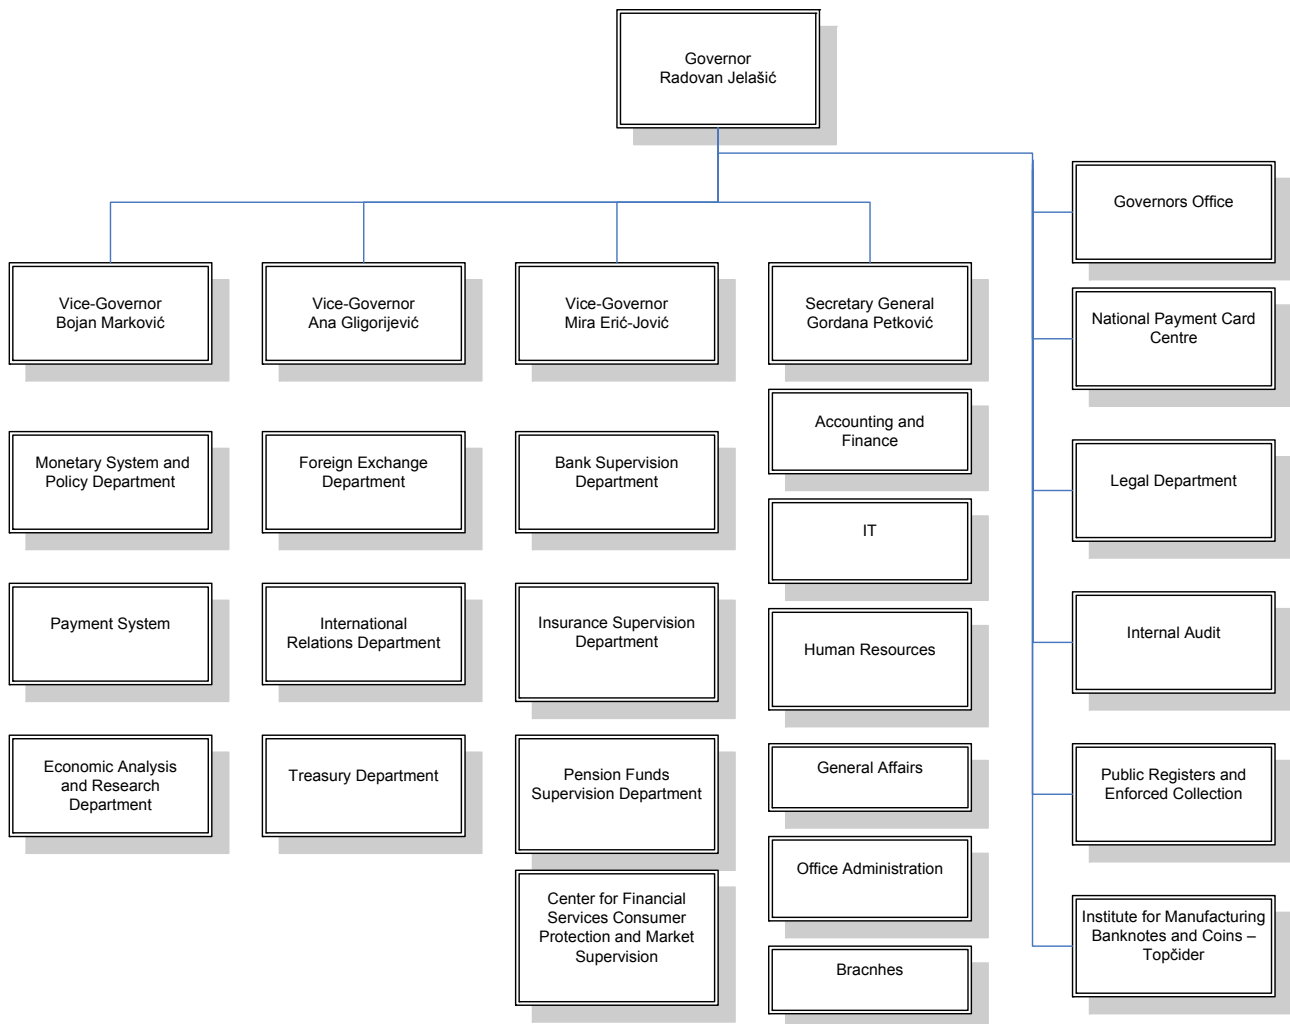 Governor
Radovan Jelašić
Governors Office
National Payment Card
Centre
Legal Department
Internal Audit
Public Registers and
Enforced Collection
Institute for Manufacturing
Banknotes and Coins –
Topčider
Vice-Governor
Bojan Marković
Monetary System and
Policy Department
Payment System
Economic Analysis
and Research
Department
Vice-Governor
Ana Gligorijević
Foreign Exchange
Department
International
Relations Department
Treasury Department
Vice-Governor
Mira Erić-Jović
Bank Supervision
Department
Insurance Supervision
Department
Pension Funds
Supervision Department
Center for Financial
Services Consumer
Protection and Market
Supervision
Secretary General
Gordana Petković
Accounting and
Finance
IT
Human Resources
General Affairs
Office Administration
Bracnhes